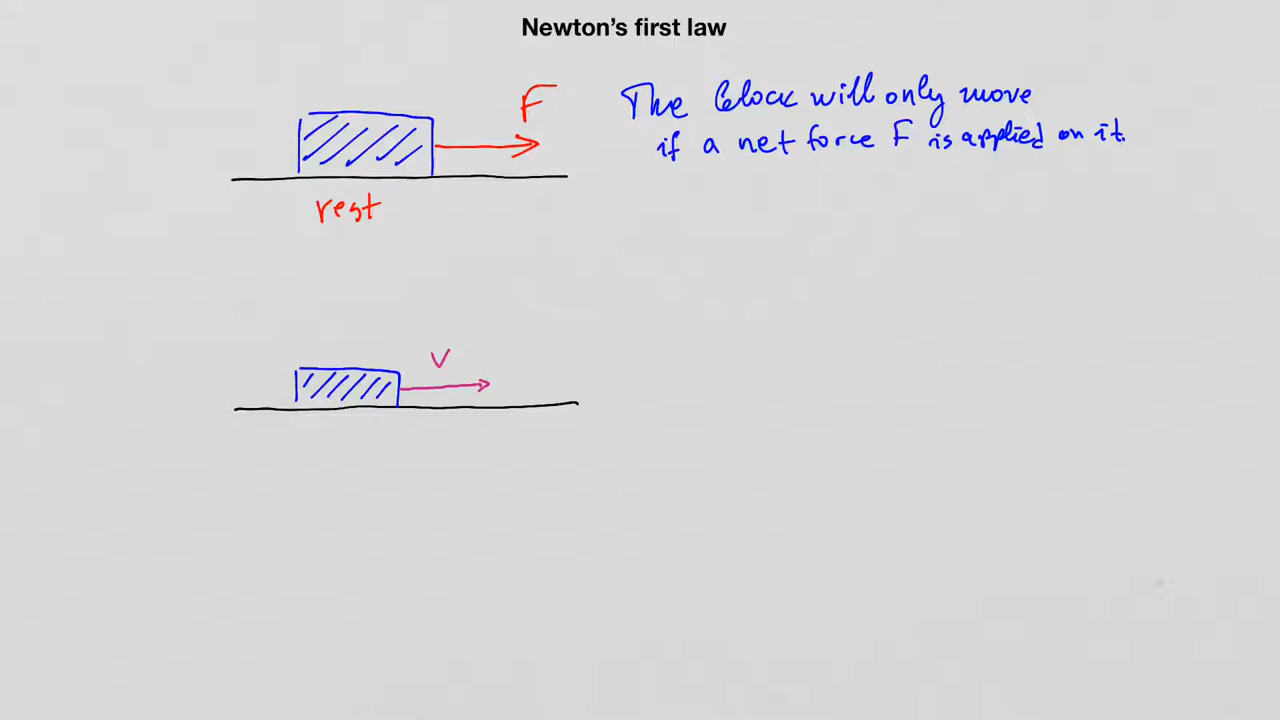 Newton's first law
F
The block will only move
if a net force F is applied on it.
rest
v